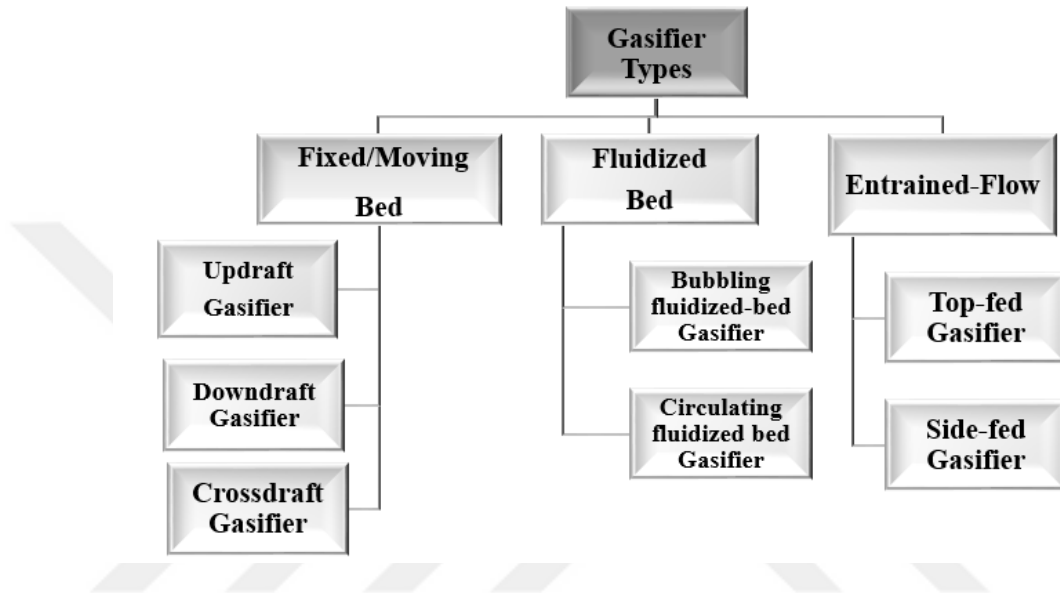 Gasifier
Types
Fixed/Moving
Bed
Fluidized
Bed
Entrained-Flow
Updraft
Gasifier
Downdraft
Gasifier
Crossdraft
Gasifier
Bubbling
fluidized-bed
Gasifier
Circulating
fluidized bed
Gasifier
Top-fed
Gasifier
Side-fed
Gasifier